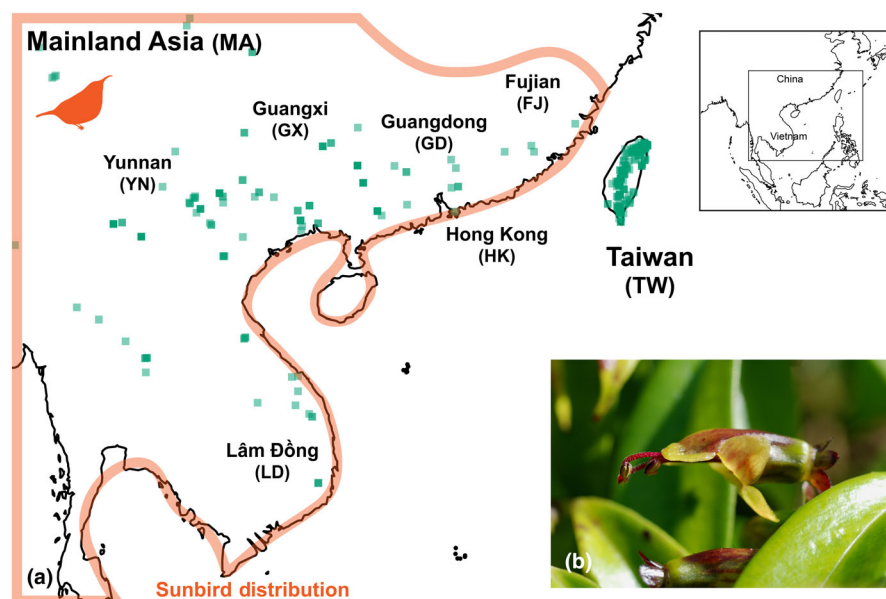 Mainland Asia (MA)
Fujian
(FJ)
Guangxi
(GX)
Guangdong
(GD)
Yunnan
(YN)
China
Vietnam
Hong Kong
(HK)
Taiwan
(TW)
Lâm Đồng
(LD)
(a)
Sunbird distribution
(b)